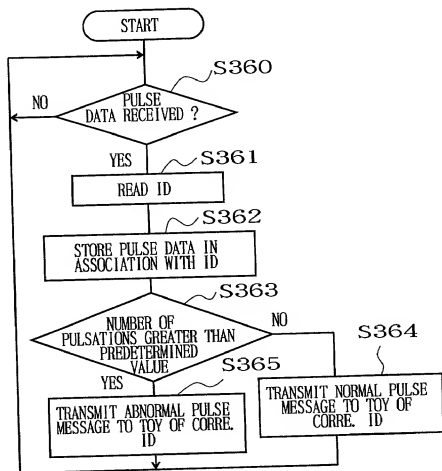 START
S360
PULSE
DATA RECEIVED ?
NO
YES
S361
READ ID
S362
STORE PULSE DATA IN
ASSOCIATION WITH ID
S363
NUMBER OF
PULSATIONS GREATER THAN
PREDETERMINED
VALUE
NO
YES
S364
TRANSMIT NORMAL PULSE
MESSAGE TO TOY OF
CORRE. ID
S365
TRANSMIT ABNORMAL PULSE
MESSAGE TO TOY OF CORRE.
ID